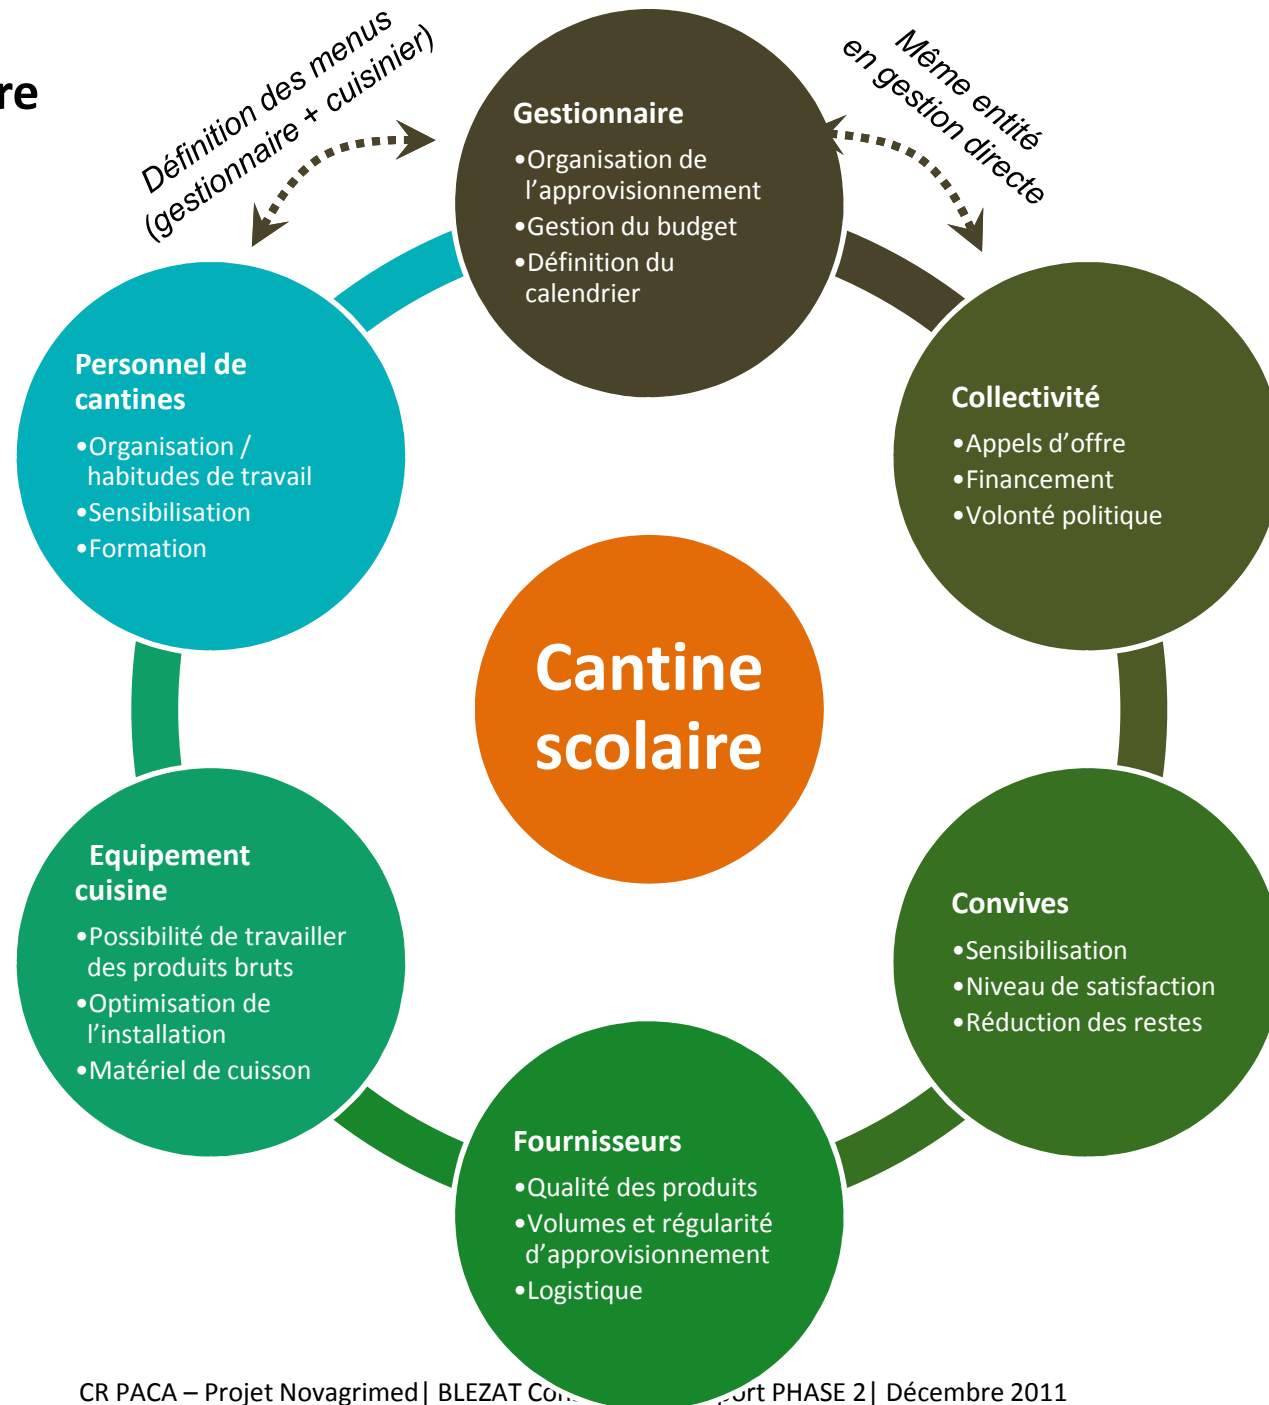 re
Définition des menus
(gestionnaire + cuisinier)
Même entité
en gestion directe
Gestionnaire
•Organisation de
l’approvisionnement
•Gestion du budget
•Définition du
calendrier
Personnel de
cantines
•Organisation /
habitudes de travail
•Sensibilisation
•Formation
Collectivité
•Appels d’offre
•Financement
•Volonté politique
Cantine
scolaire
Equipement
cuisine
•Possibilité de travailler
des produits bruts
•Optimisation de
l’installation
•Matériel de cuisson
Convives
•Sensibilisation
•Niveau de satisfaction
•Réduction des restes
Fournisseurs
•Qualité des produits
•Volumes et régularité
d’approvisionnement
•Logistique
CR PACA – Projet Novagrimed| BLEZAT PHASE 2| Décembre 2011